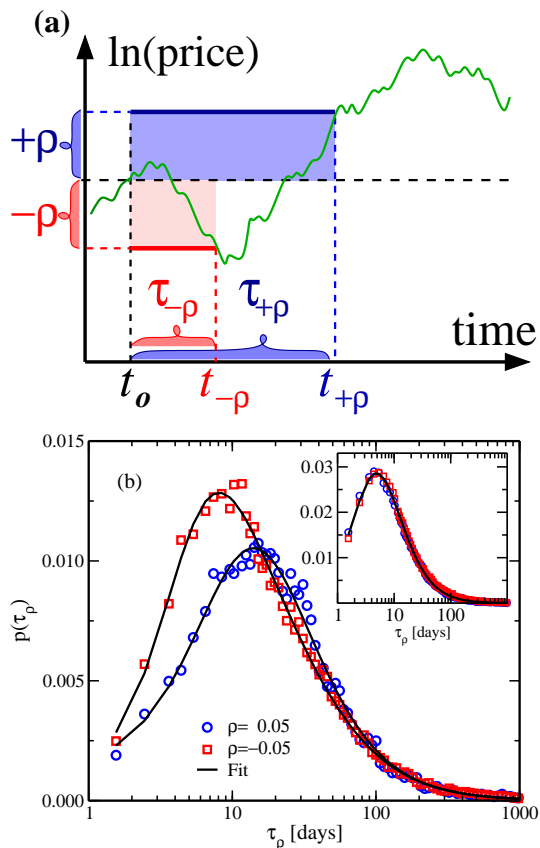 (a)
ln(price)
+ρ
−ρ
τ−ρ τ+ρ
time
to t−ρ t+ρ
(b)
p(τρ)
0.015
0.010
0.005
0.000
1 10 100 1000
τρ [days]
ρ= 0.05
ρ=−0.05
Fit
0.03
0.02
0.01
1 10 100
τρ [days]